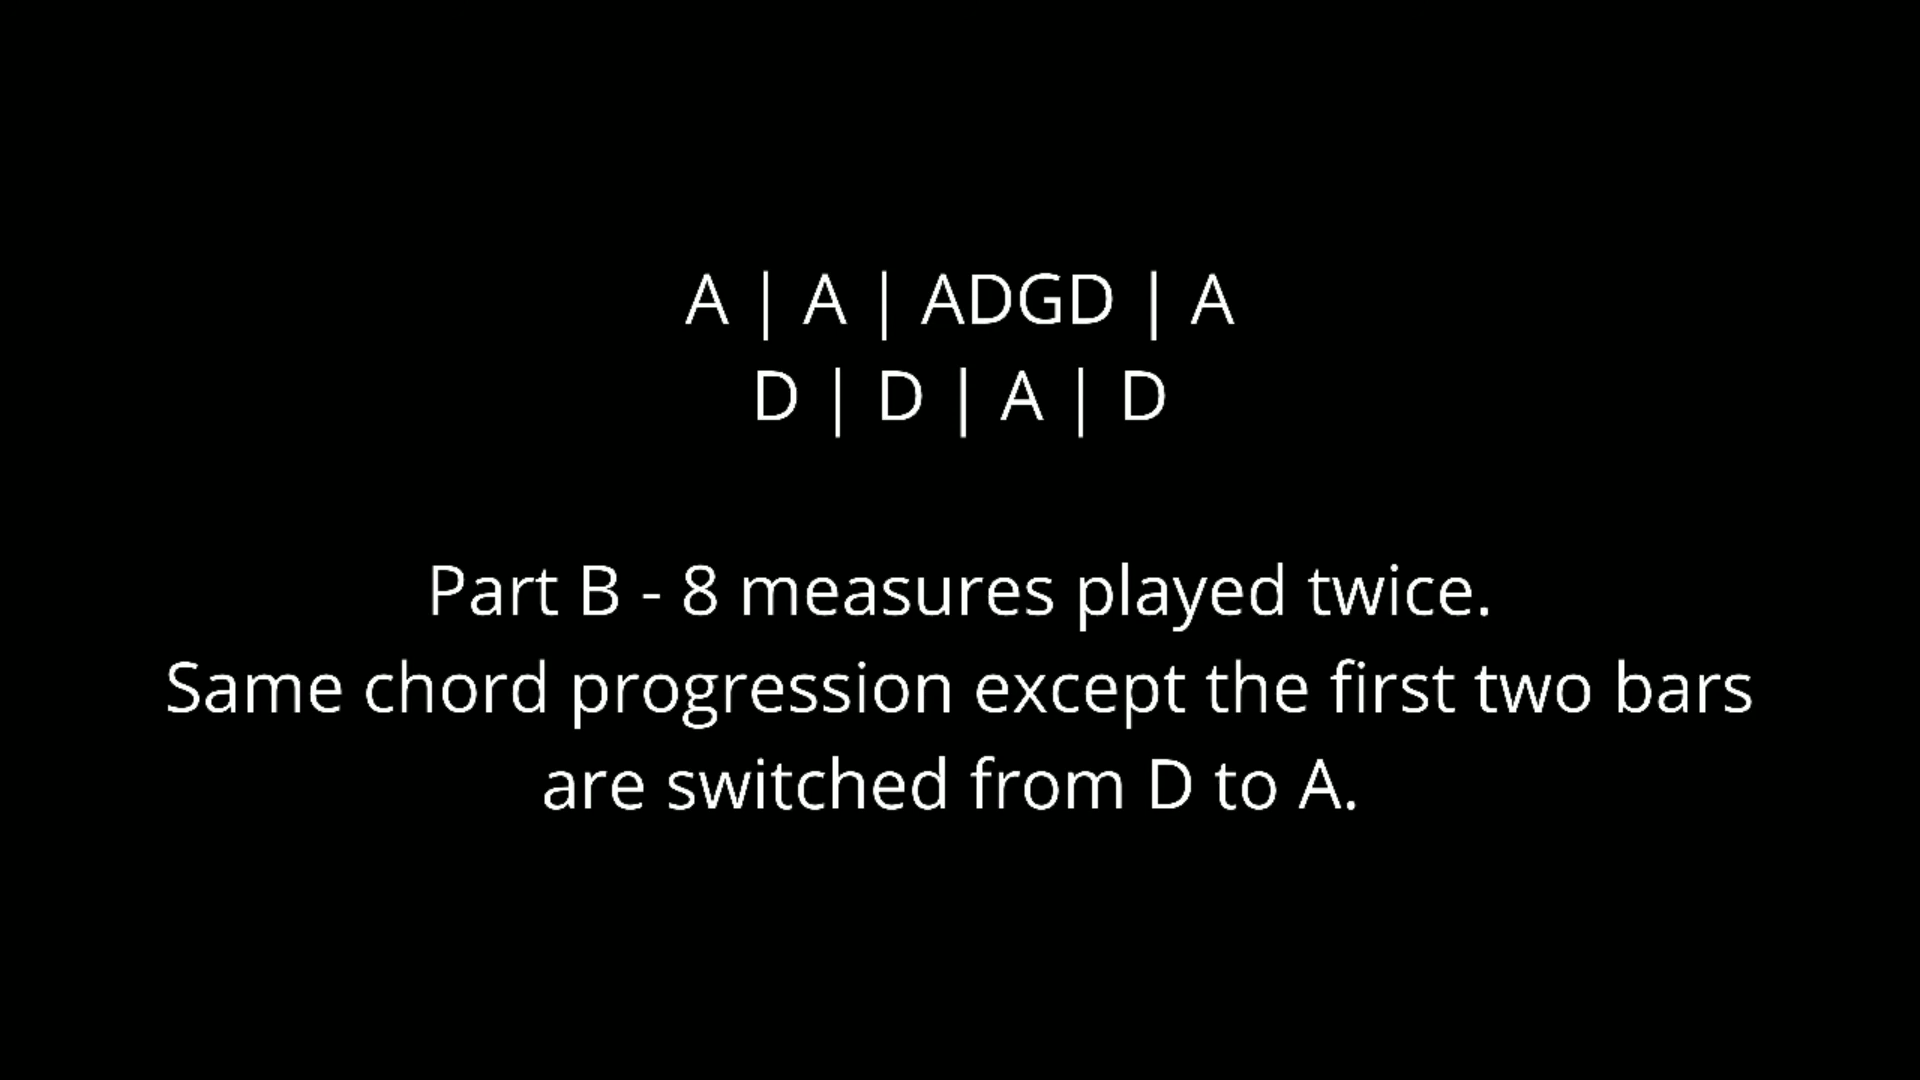 A | A | ADGD | A
D | D | A | D
Part B - 8 measures played twice.
Same chord progression except the first two bars
are switched from D to A.